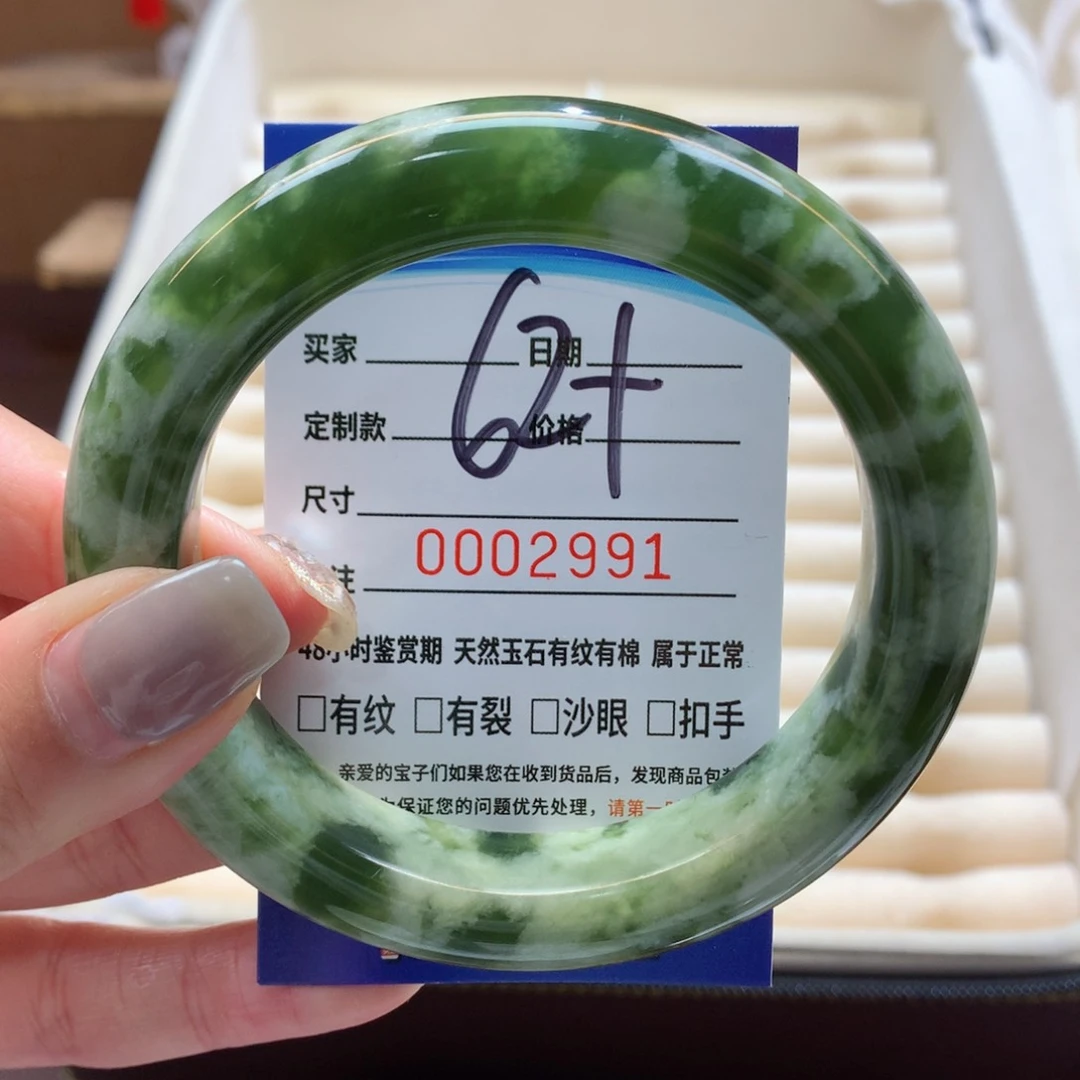 买家 日期
62+
定制款 价格
尺寸
0002991
注
48小时鉴赏期 天然玉石有纹有棉 属于正常
□有纹 □有裂 □沙眼 □扣手
亲爱的宝子们如果您在收到货品后，发现商品包
保证您的问题优先处理，请第一